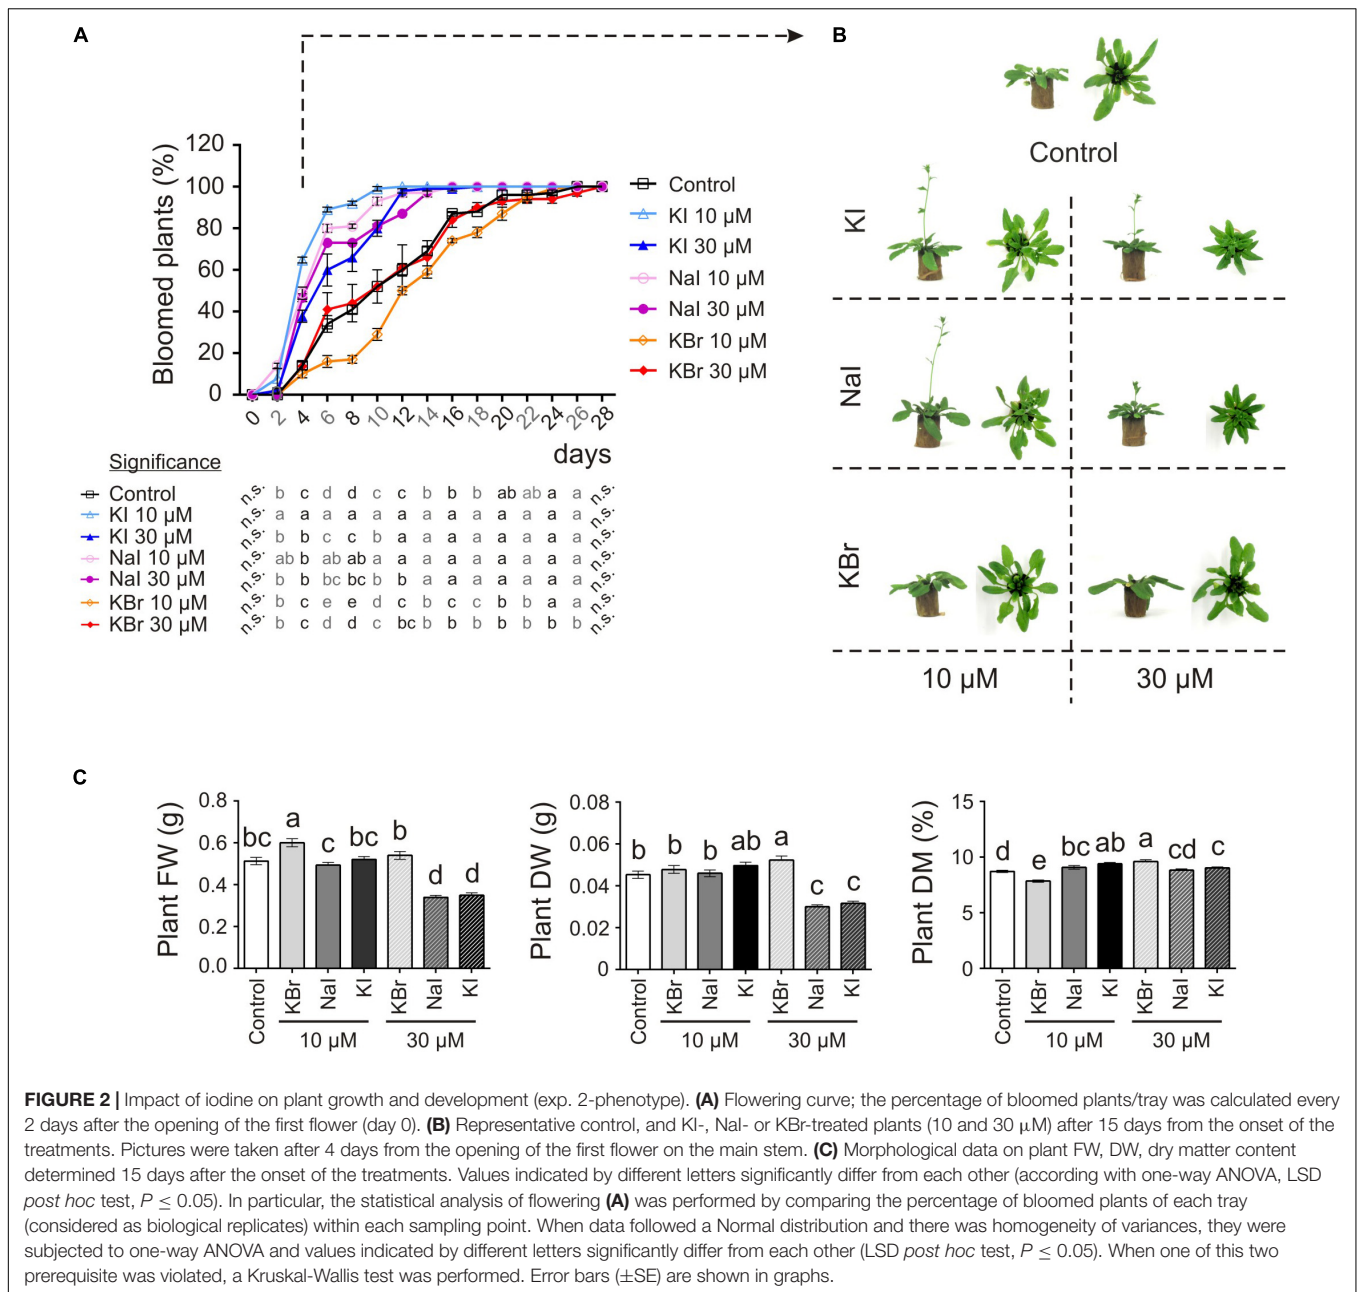 A
B
120
100
80
60
40
20
0
Bloomed plants (%)
0 2 4 6 8 10 12 14 16 18 20 22 24 26 28
days
Control
KI 10 μM
KI 30 μM
NaI 10 μM
NaI 30 μM
KBr 10 μM
KBr 30 μM
Significance
Control n.s. b c d d c c b b b ab ab a a n.s.
KI 10 μM n.s. a a a a a a a a a a a a a n.s.
KI 30 μM n.s. b b c c b a a a a a a a a n.s.
NaI 10 μM n.s. ab b ab ab a a a a a a a a a n.s.
NaI 30 μM n.s. b b bc bc b b a a a a a a a n.s.
KBr 10 μM n.s. b c e e d c b c c b b a a n.s.
KBr 30 μM n.s. b c d d c bc b b b b b b b n.s.
Control
KI
NaI
KBr
10 μM 30 μM
C
Plant FW (g)
0.8
0.6
0.4
0.2
0.0
bc a c bc b d d
Control KBr NaI KI KBr NaI KI
10 μM 30 μM
Plant DW (g)
0.08
0.06
0.04
0.02
0
b b b ab a c c
Control KBr NaI KI KBr NaI KI
10 μM 30 μM
Plant DM (%)
15
10
5
0
d e bc ab a cd c
Control KBr NaI KI KBr NaI KI
10 μM 30 μM
FIGURE 2 | Impact of iodine on plant growth and development (exp. 2-phenotype). (A) Flowering curve; the percentage of bloomed plants/tray was calculated every
2 days after the opening of the first flower (day 0). (B) Representative control, and KI-, NaI- or KBr-treated plants (10 and 30 μM) after 15 days from the onset of the
treatments. Pictures were taken after 4 days from the opening of the first flower on the main stem. (C) Morphological data on plant FW, DW, dry matter content
determined 15 days after the onset of the treatments. Values indicated by different letters significantly differ from each other (according with one-way ANOVA, LSD
post hoc test, P ≤ 0.05). In particular, the statistical analysis of flowering (A) was performed by comparing the percentage of bloomed plants of each tray
(considered as biological replicates) within each sampling point. When data followed a Normal distribution and there was homogeneity of variances, they were
subjected to one-way ANOVA and values indicated by different letters significantly differ from each other (LSD post hoc test, P ≤ 0.05). When one of this two
prerequisite was violated, a Kruskal-Wallis test was performed. Error bars (±SE) are shown in graphs.